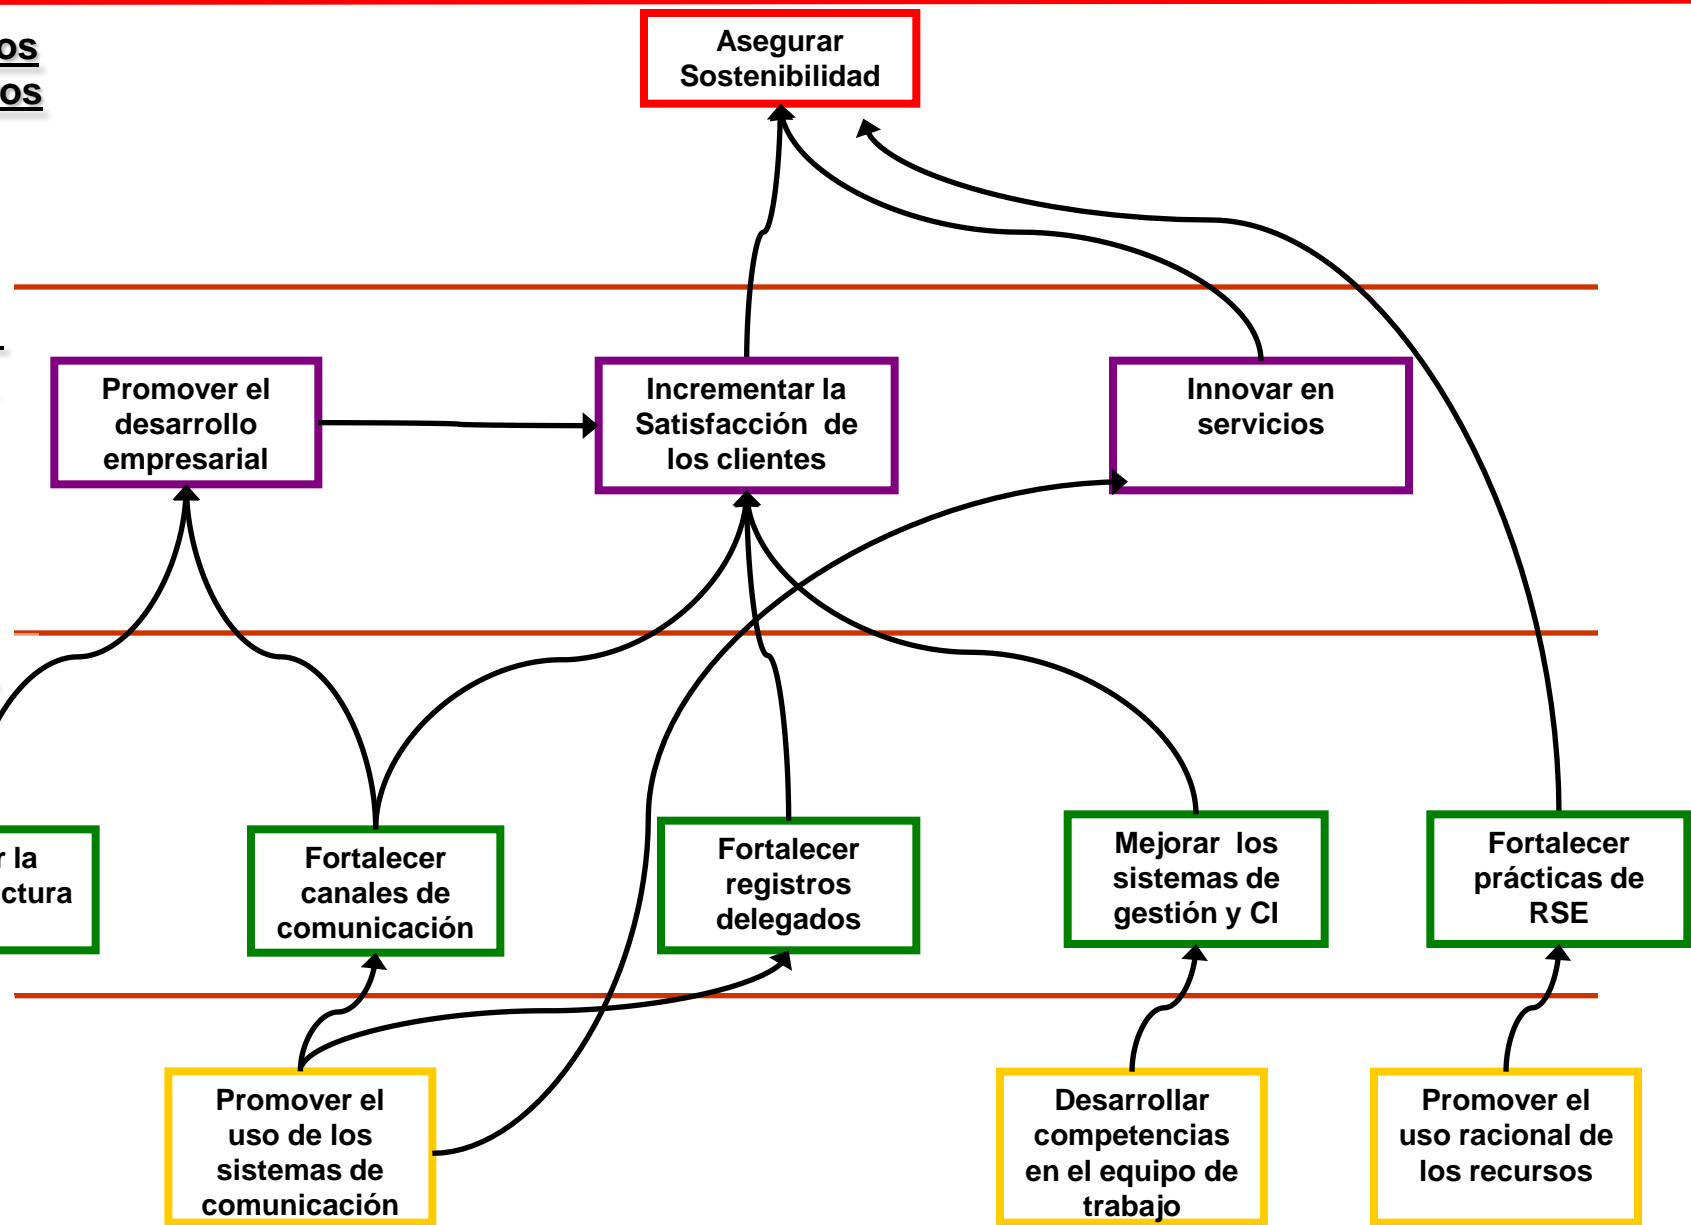 Asegurar
Sostenibilidad
Promover el
desarrollo
empresarial
Incrementar la
Satisfacción de
los clientes
Innovar en
servicios
la
Fortalecer
canales de
comunicación
Fortalecer
registros
delegados
Mejorar los
sistemas de
gestión y CI
Fortalecer
prácticas de
RSE
Promover el
uso de los
sistemas de
comunicación
Desarrollar
competencias
en el equipo de
trabajo
Promover el
uso racional de
los recursos